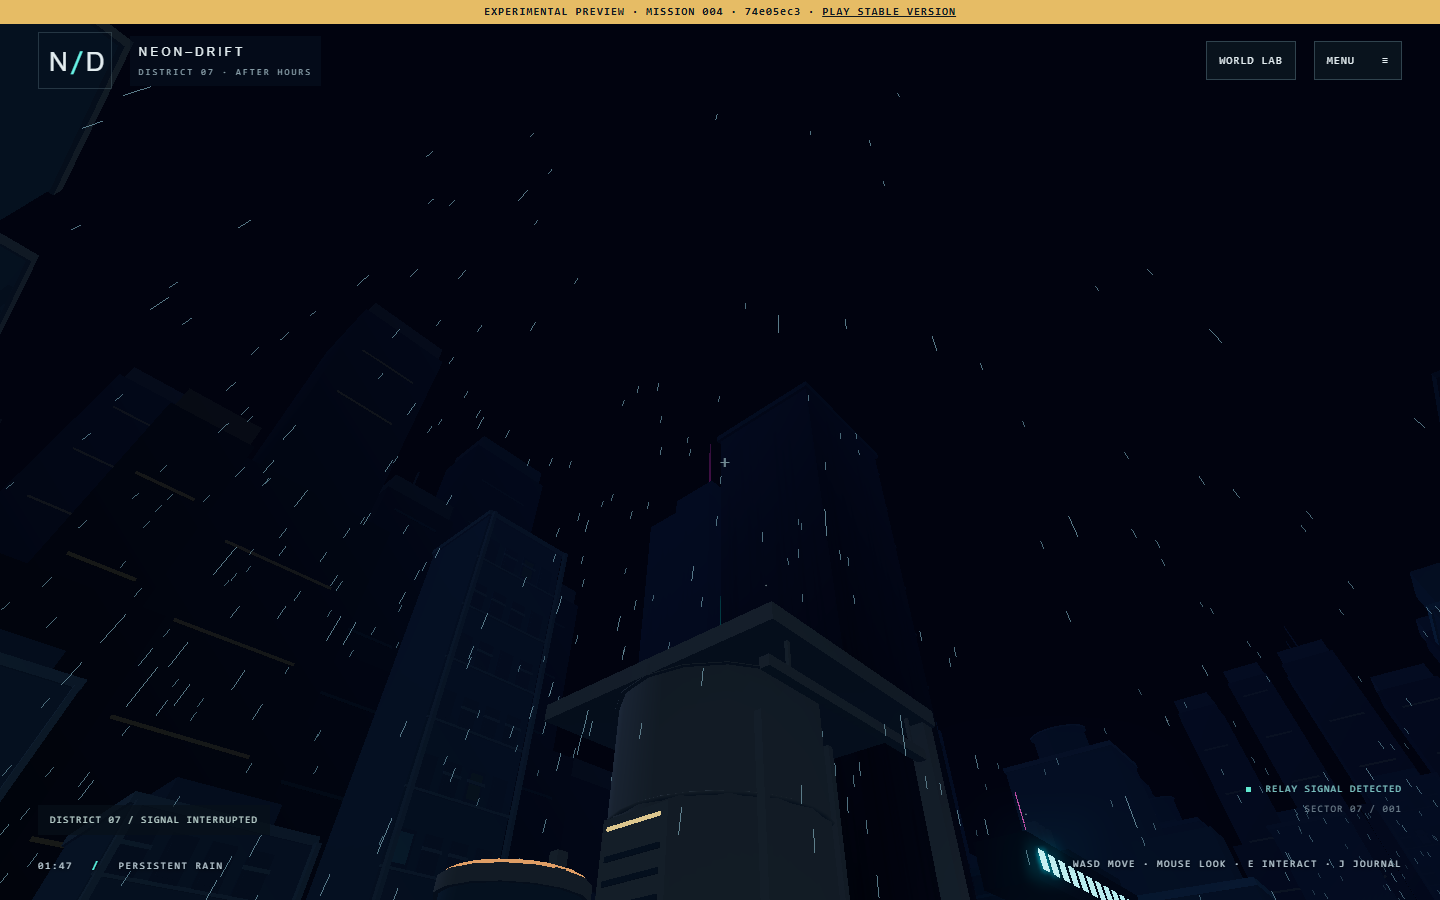 EXPERIMENTAL PREVIEW · MISSION 004 · 74e05ec3 · PLAY STABLE VERSION
N/D
NEON—DRIFT
DISTRICT 07 · AFTER HOURS
WORLD LAB
MENU ≡
RELAY SIGNAL DETECTED
SECTOR 07 / 001
DISTRICT 07 / SIGNAL INTERRUPTED
01:47 / PERSISTENT RAIN
WASD MOVE · MOUSE LOOK · E INTERACT · J JOURNAL